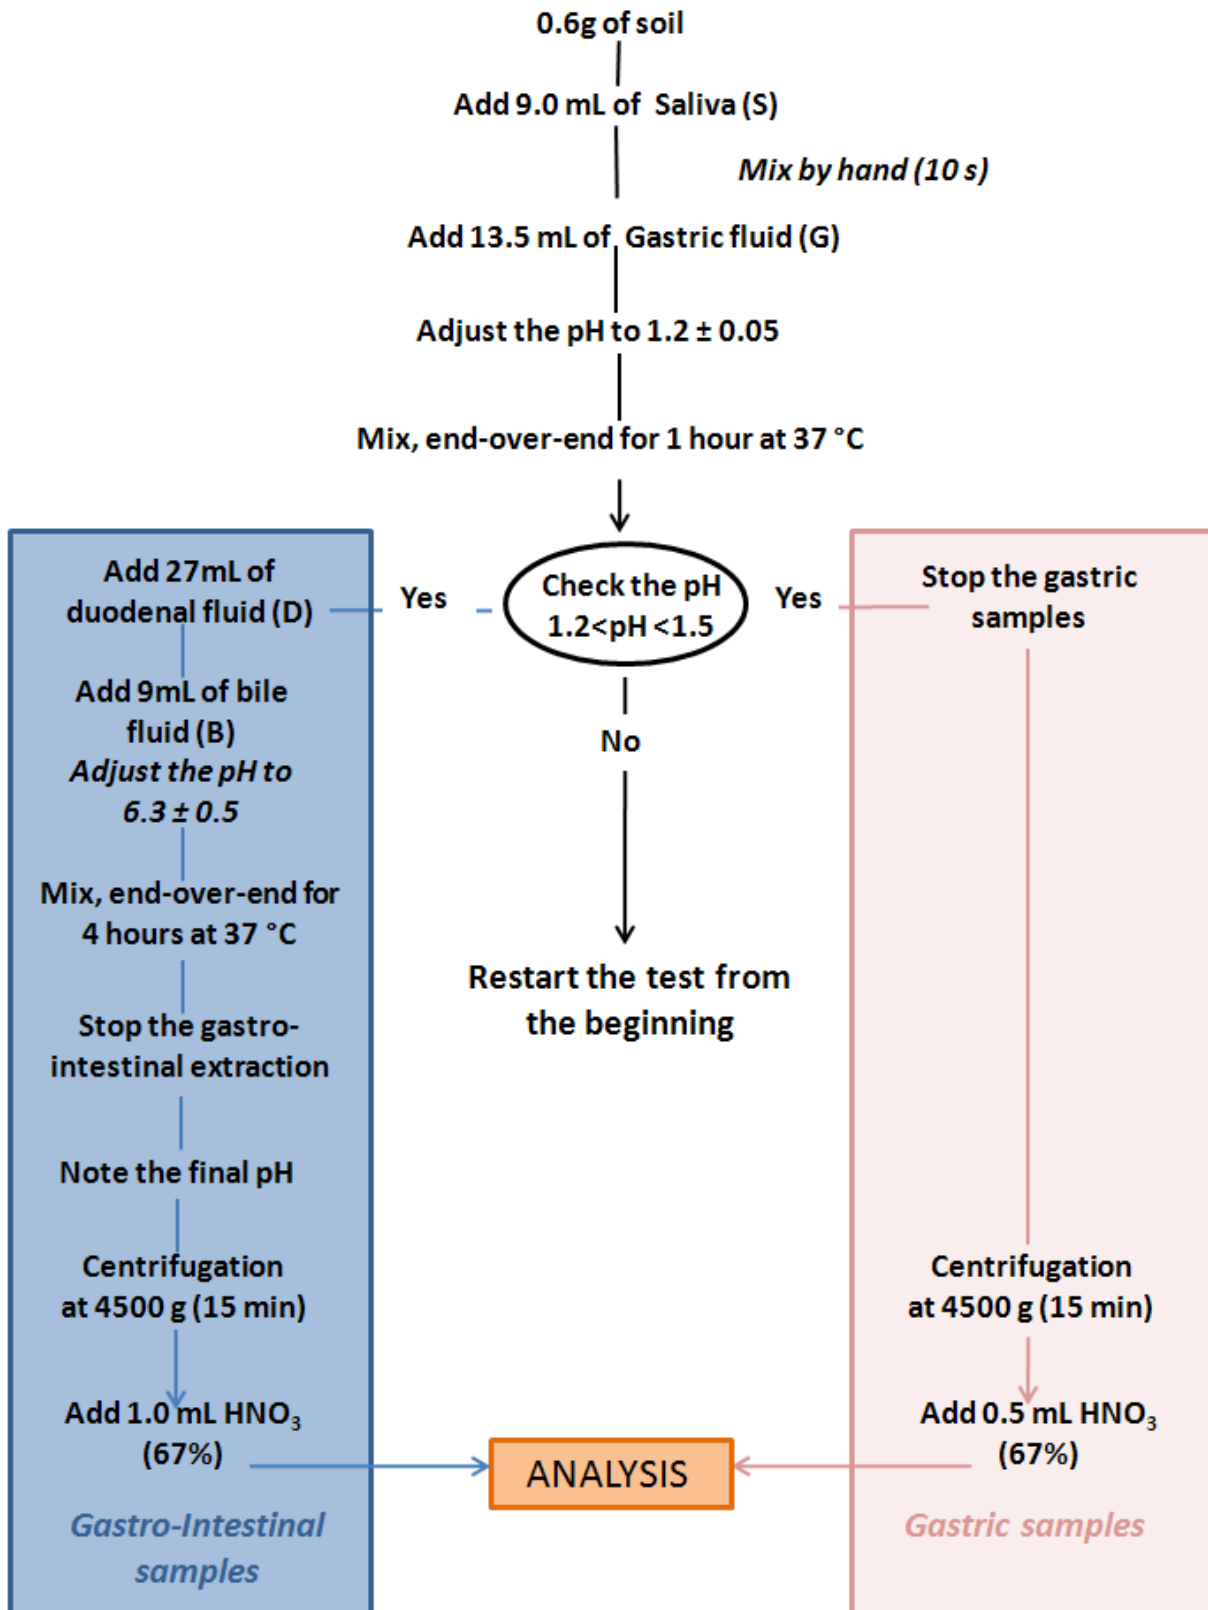 0.6g of soil
Add 9.0 mL of Saliva (S)
Mix by hand (10 s)
Add 13.5 mL of Gastric fluid (G)
Adjust the pH to 1.2 ± 0.05
Mix, end-over-end for 1 hour at 37 °C
Check the pH
1.2<pH <1.5
Yes
Yes
No
Restart the test from
the beginning
Add 27mL of
duodenal fluid (D)
Add 9mL of bile
fluid (B)
Adjust the pH to
6.3 ± 0.5
Mix, end-over-end for
4 hours at 37 °C
Stop the gastro-
intestinal extraction
Note the final pH
Centrifugation
at 4500 g (15 min)
Add 1.0 mL HNO₃
(67%)
Gastro-Intestinal
samples
Stop the gastric
samples
Centrifugation
at 4500 g (15 min)
Add 0.5 mL HNO₃
(67%)
Gastric samples
ANALYSIS